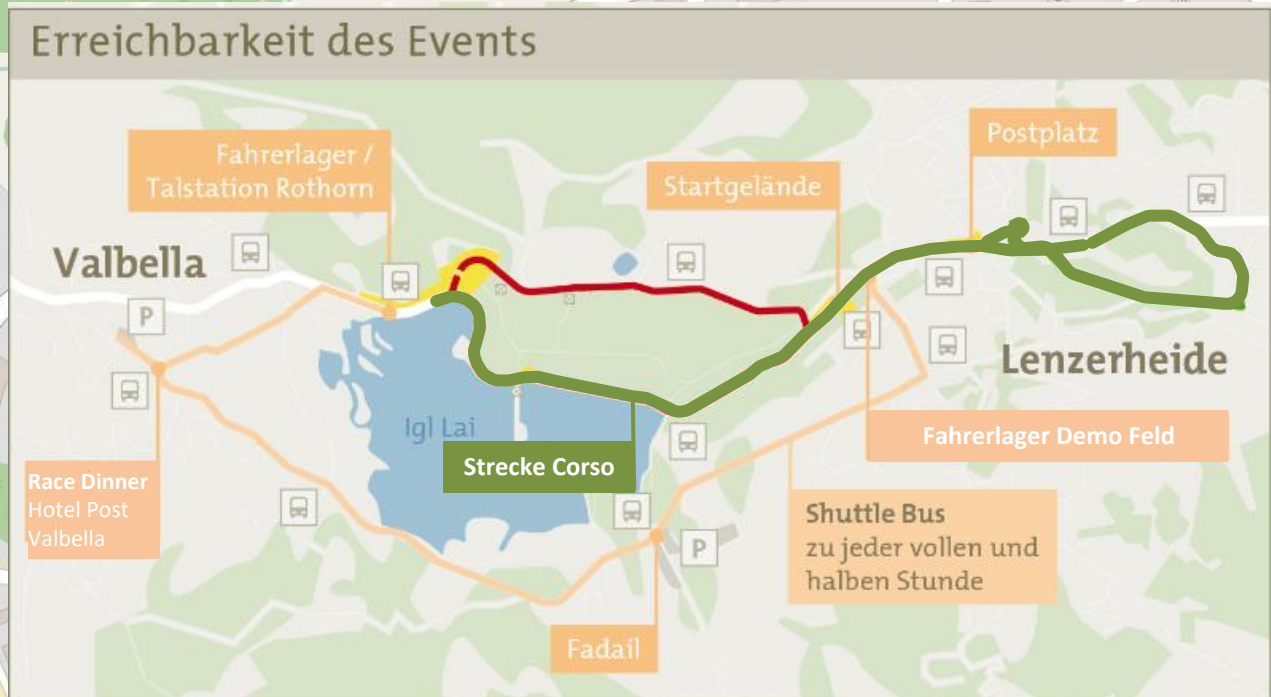 Erreichbarkeit des Events
Postplatz
Fahrerlager /
Talstation Rothorn
Startgelände
Valbella
P
Lenzerheide
Igl Lai
Fahrerlager Demo Feld
Strecke Corso
Race Dinner
Hotel Post
Valbella
Shuttle Bus
zu jeder vollen und
halben Stunde
P
Fadail